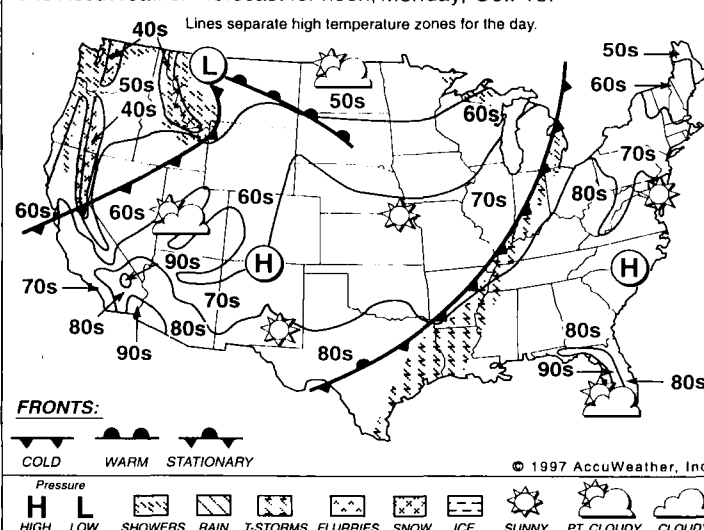 Lines separate high temperature zones for the day.
40s
50s
60s
L
50s
40s
50s
60s
70s
60s
60s
60s
70s
80s
90s
H
H
70s
70s
80s
80s
90s
80s
80s
90s
80s
FRONTS:
COLD WARM STATIONARY
© 1997 AccuWeather, Inc
Pressure
H L
HIGH LOW SHOWERS RAIN T-STORMS FLURRIES SNOW ICE SUNNY PT. CLOUDY CLOUDY